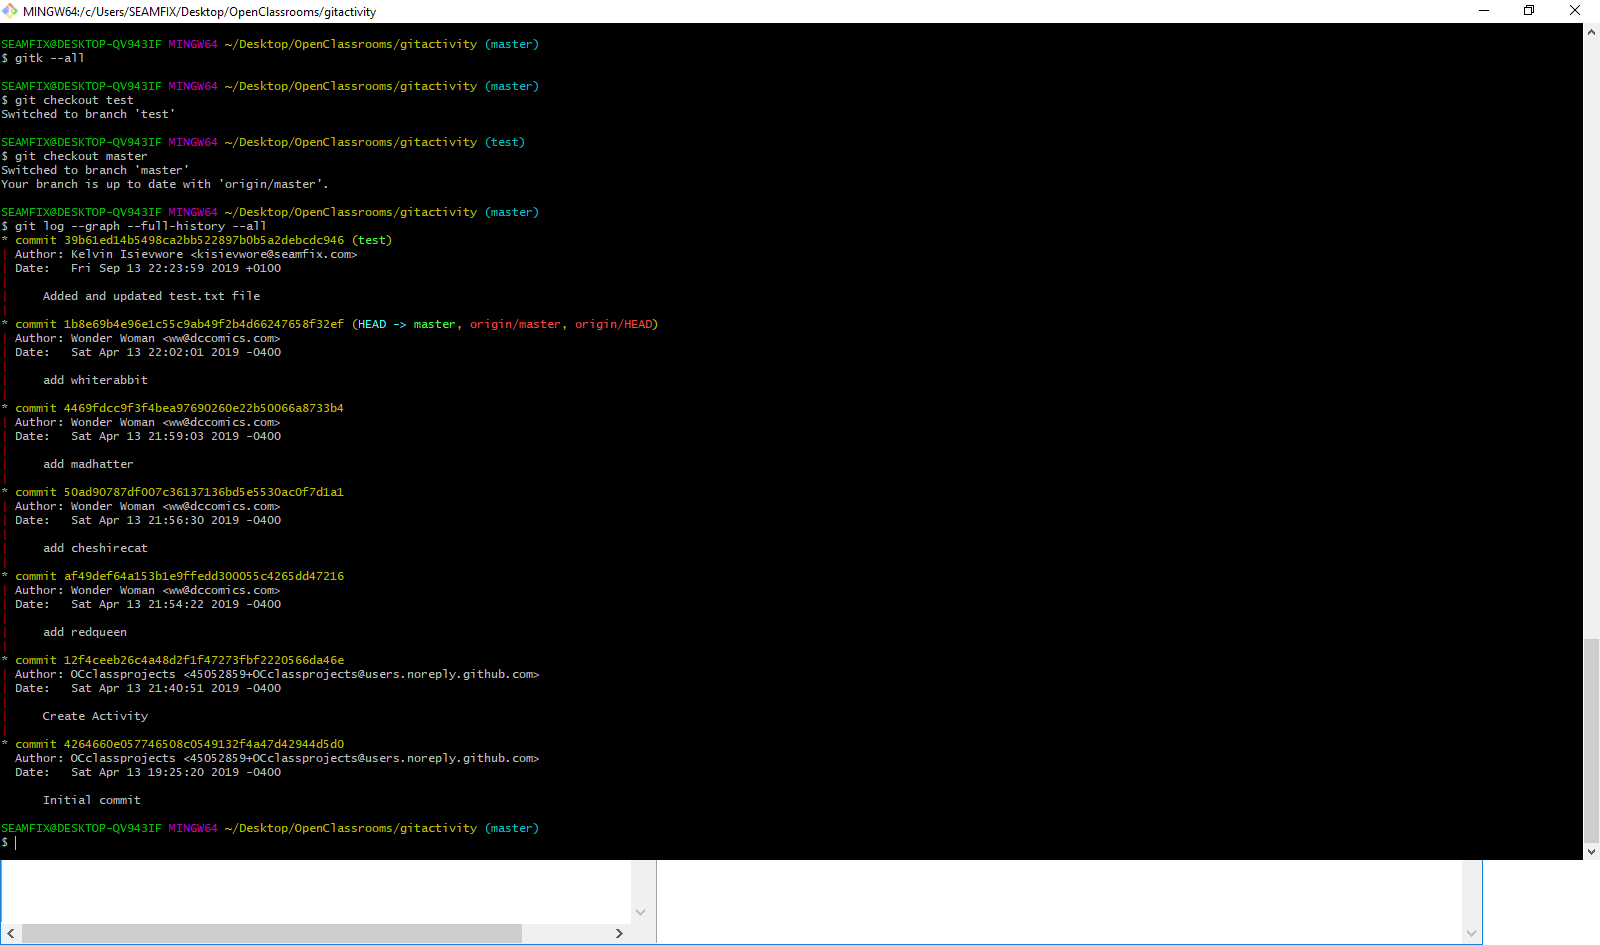 MINGW64:/c/Users/SEAMFIX/Desktop/OpenClassrooms/gitactivity
SEAMFIX@DESKTOP-QV943IF MINGW64 ~/Desktop/OpenClassrooms/gitactivity (master)
$ gitk --all
SEAMFIX@DESKTOP-QV943IF MINGW64 ~/Desktop/OpenClassrooms/gitactivity (master)
$ git checkout test
Switched to branch 'test'
SEAMFIX@DESKTOP-QV943IF MINGW64 ~/Desktop/OpenClassrooms/gitactivity (test)
$ git checkout master
Switched to branch 'master'
Your branch is up to date with 'origin/master'.
SEAMFIX@DESKTOP-QV943IF MINGW64 ~/Desktop/OpenClassrooms/gitactivity (master)
$ git log --graph --full-history --all
* commit 39b61ed14b5498ca2bb522897b0b5a2debcdc946 (test)
| Author: Kelvin Isievwore <kisievwore@seamfix.com>
| Date:   Fri Sep 13 22:23:59 2019 +0100
|
|     Added and updated test.txt file
|
* commit 1b8e69b4e96e1c55c9ab49f2b4d66247658f32ef (HEAD -> master, origin/master, origin/HEAD)
| Author: Wonder Woman <ww@dccomics.com>
| Date:   Sat Apr 13 22:02:01 2019 -0400
|
|     add whiterabbit
|
* commit 4469fdcc9f3f4bea97690260e22b50066a8733b4
| Author: Wonder Woman <ww@dccomics.com>
| Date:   Sat Apr 13 21:59:03 2019 -0400
|
|     add madhatter
|
* commit 50ad90787df007c36137136bd5e5530ac0f7d1a1
| Author: Wonder Woman <ww@dccomics.com>
| Date:   Sat Apr 13 21:56:30 2019 -0400
|
|     add cheshirecat
|
* commit af49def64a153b1e9ffedd300055c4265dd47216
| Author: Wonder Woman <ww@dccomics.com>
| Date:   Sat Apr 13 21:54:22 2019 -0400
|
|     add redqueen
|
* commit 12f4ceeb26c4a48d2f1f47273fbf2220566da46e
| Author: OCclassprojects <45052859+OCclassprojects@users.noreply.github.com>
| Date:   Sat Apr 13 21:40:51 2019 -0400
|
|     Create Activity
|
* commit 4264660e057746508c0549132f4a47d42944d5d0
  Author: OCclassprojects <45052859+OCclassprojects@users.noreply.github.com>
  Date:   Sat Apr 13 19:25:20 2019 -0400
      Initial commit
SEAMFIX@DESKTOP-QV943IF MINGW64 ~/Desktop/OpenClassrooms/gitactivity (master)
$